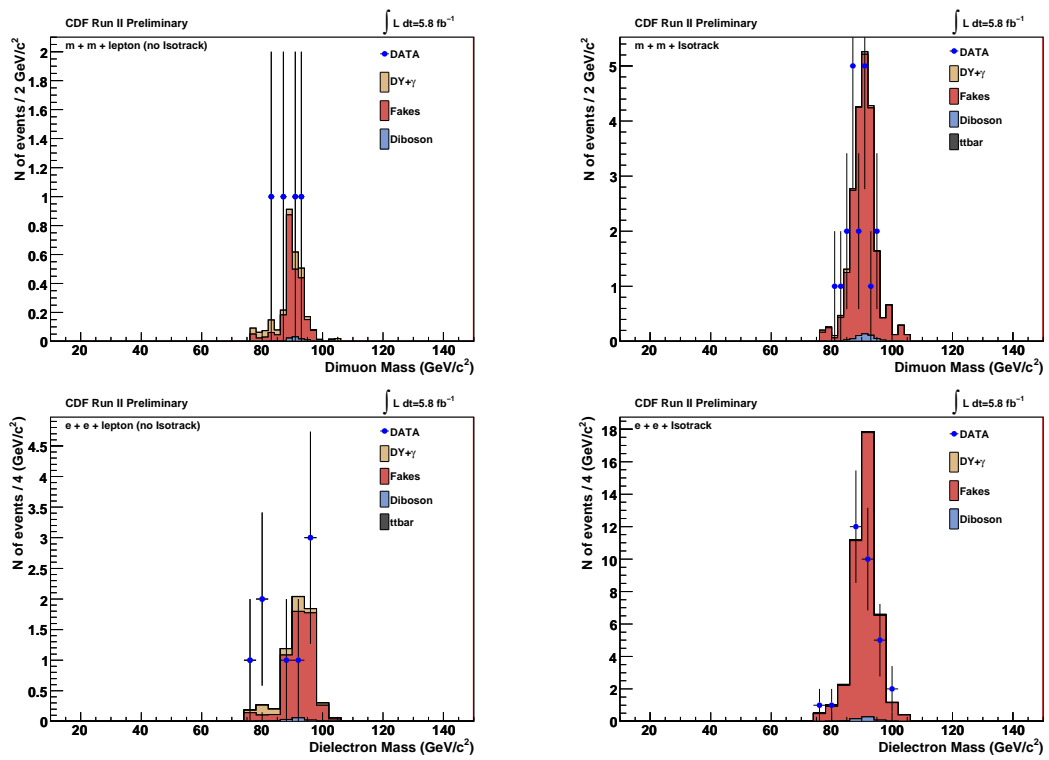 CDF Run II Preliminary
∫ L dt=5.8 fb⁻¹
m + m + lepton (no Isotrack)
DATA
DY+γ
Fakes
Diboson
N of events / 2 GeV/c²
0
0.2
0.4
0.6
0.8
1
1.2
1.4
1.6
1.8
2
20 40 60 80 100 120 140
Dimuon Mass (GeV/c²)
CDF Run II Preliminary
∫ L dt=5.8 fb⁻¹
m + m + Isotrack
DATA
DY+γ
Fakes
Diboson
ttbar
N of events / 2 GeV/c²
0
1
2
3
4
5
20 40 60 80 100 120 140
Dimuon Mass (GeV/c²)
CDF Run II Preliminary
∫ L dt=5.8 fb⁻¹
e + e + lepton (no Isotrack)
DATA
DY+γ
Fakes
Diboson
ttbar
N of events / 4 (GeV/c²)
0
0.5
1
1.5
2
2.5
3
3.5
4
4.5
20 40 60 80 100 120 140
Dielectron Mass (GeV/c²)
CDF Run II Preliminary
∫ L dt=5.8 fb⁻¹
e + e + Isotrack
DATA
DY+γ
Fakes
Diboson
N of events / 4 (GeV/c²)
0
2
4
6
8
10
12
14
16
18
20 40 60 80 100 120 140
Dielectron Mass (GeV/c²)